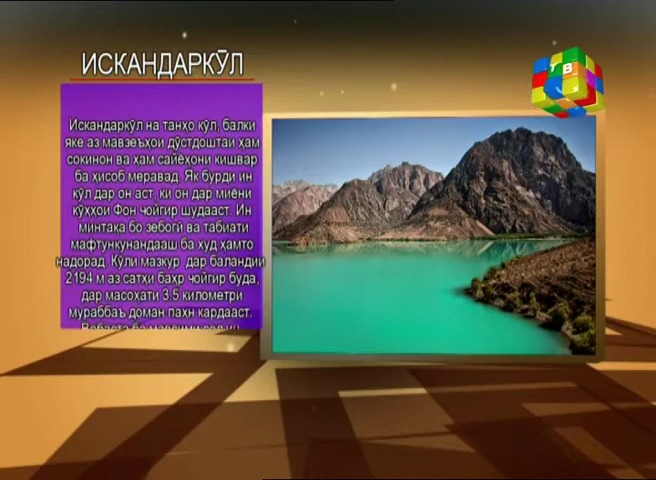 ИСКАНДАРКӮЛ
ТВ
Искандаркӯл на танҳо кӯл, балки
яке аз мавзеъҳои дӯстдоштаи ҳам
сокинон ва ҳам сайёҳони кишвар
ба ҳисоб меравад. Як бурди ин
кӯл дар он аст, ки он дар миёни
кӯҳҳои Фон ҷойгир шудааст. Ин
минтақа бо зебогӣ ва табиати
мафтункунандааш ба худ ҳамто
надорад. Кӯли мазкур дар баландии
2194 м аз сатҳи баҳр ҷойгир буда,
дар масоҳати 3.5 километри
мураббаъ доман паҳн кардааст.